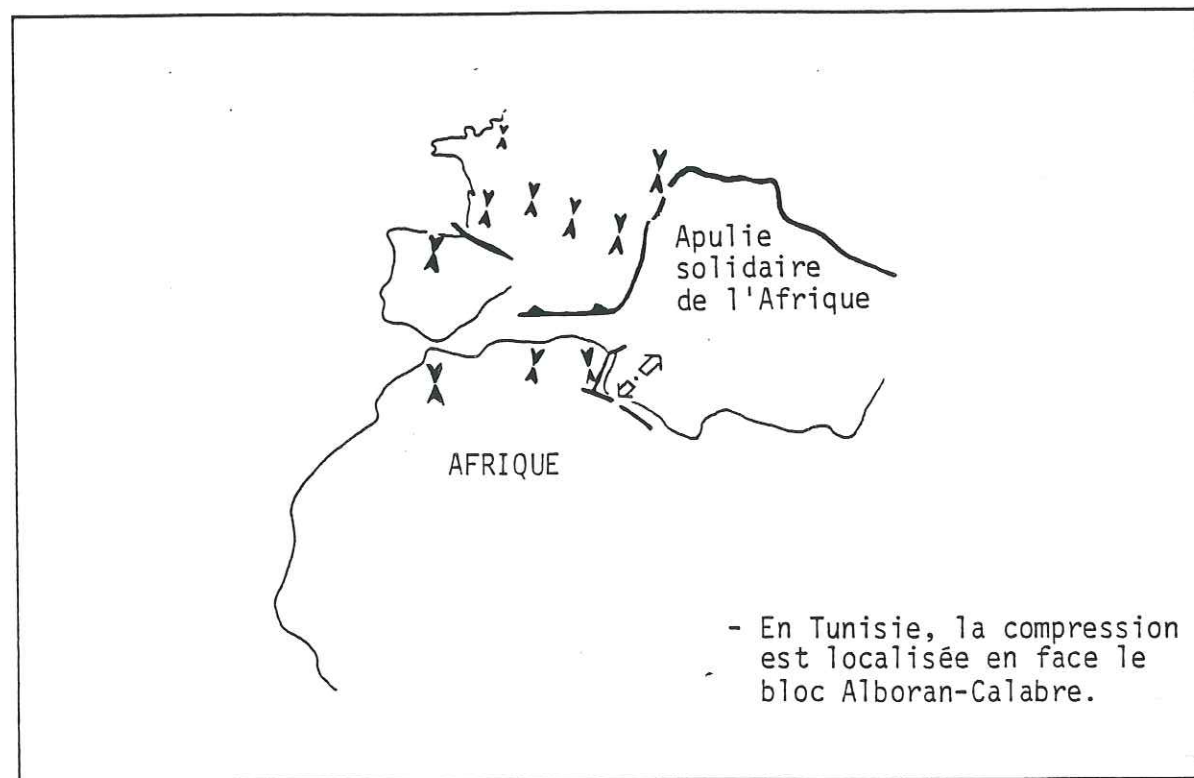 Apulie
solidaire
de l'Afrique
AFRIQUE
- En Tunisie, la compression
est localisée en face le
bloc Alboran-Calabre.